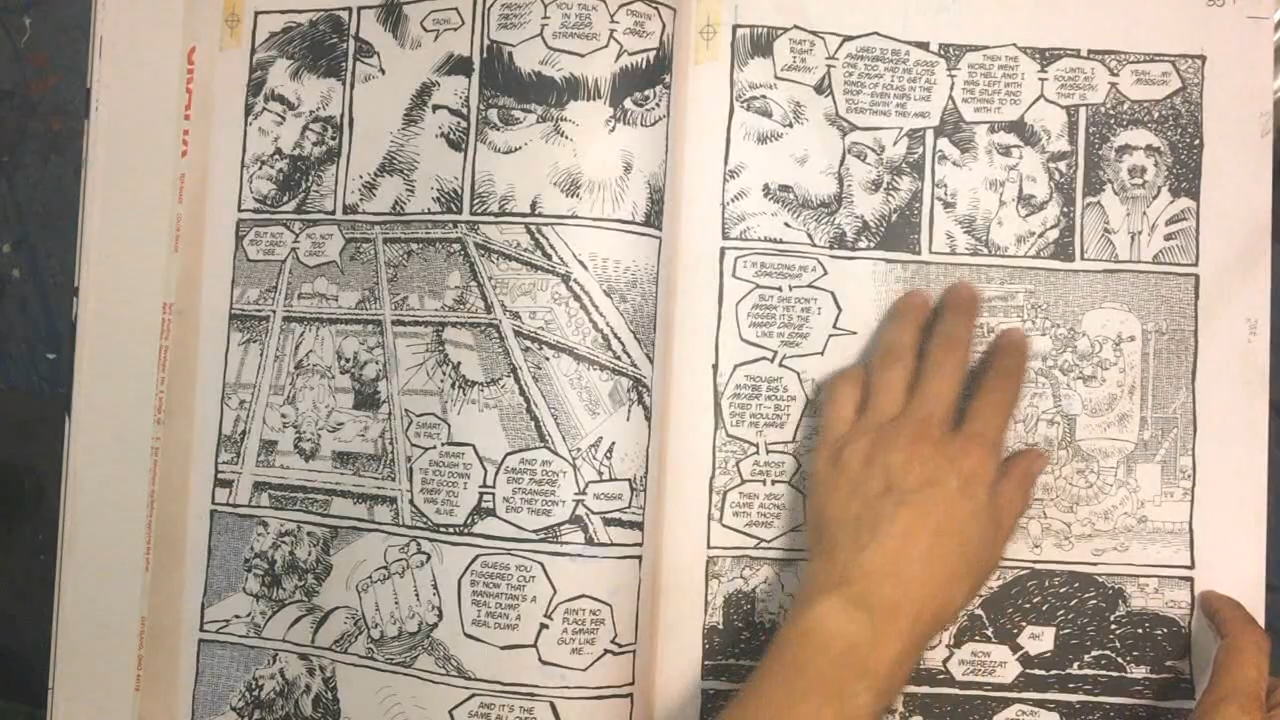 TACHI...
TACHY!
TACHY!
TACHY!
YOU TALK
IN YER
SLEEP,
STRANGER!
DRIVIN'
ME
CRAZY!
BUT NOT
TOO CRAZY,
Y'SEE...
NO, NOT
TOO
CRAZY.
SMART,
IN FACT.
SMART
ENOUGH TO
TIE YOU DOWN
BUT GOOD. I
KNEW YOU
WAS STILL
ALIVE.
AND MY
SMARTS DON'T
END THERE,
STRANGER.
NO, THEY DON'T
END THERE.
NOSSIR.
GUESS YOU
FIGGERED OUT
BY NOW THAT
MANHATTAN'S A
REAL DUMP.
I MEAN, A
REAL DUMP.
AIN'T NO
PLACE FER
A SMART
GUY LIKE
ME...
AND IT'S THE
SAME ALL OVER
THAT'S
RIGHT.
I'M
LEAVIN'!
USED TO BE A
PAWNBROKER. GOOD
ONE, TOO. HAD ME LOTS
OF STUFF. I'D GET ALL
KINDS OF FOLKS IN THE
SHOP--EVEN NIPS LIKE
YOU-- GIVIN' ME
EVERYTHING THEY HAD.
THEN THE
WORLD WENT
TO HELL AND I
WAS LEFT WITH
THE STUFF AND
NOTHING TO DO
WITH IT.
--UNTIL I
FOUND MY
MISSION,
THAT IS.
YEAH...MY
MISSION.
I'M BUILDING ME A
SPACESHIP.
BUT SHE DON'T
WORK YET. ME, I
FIGGER IT'S THE
WARP DRIVE--
LIKE IN STAR
TREK.
THOUGHT
MAYBE SIS'S
MIXER WOULDA
FIXED IT-- BUT
SHE WOULDN'T
LET ME HAVE
IT.
ALMOST
GAVE UP.
THEN YOU
CAME ALONG.
WITH THOSE
ARMS...
AH!
NOW
WHEREZZAT
LAZER...
OKAY,